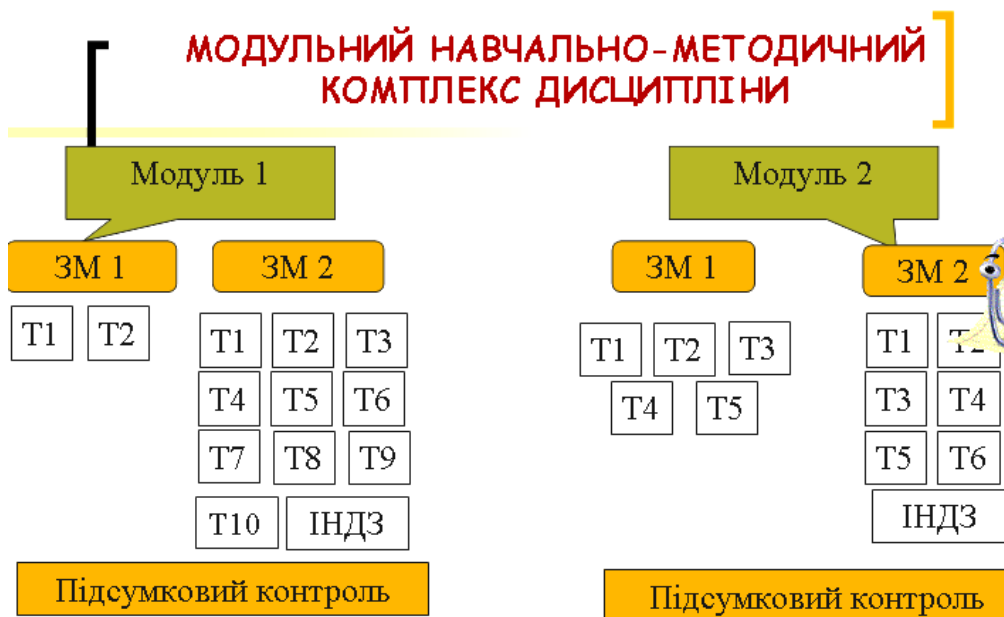 МОДУЛЬНИЙ НАВЧАЛЬНО-МЕТОДИЧНИЙ
КОМПЛЕКС ДИСЦИПЛІНИ
Модуль 1
ЗМ 1
ЗМ 2
Т1 Т2
Т1 Т2 Т3
Т4 Т5 Т6
Т7 Т8 Т9
Т10 ІНДЗ
Підсумковий контроль
Модуль 2
ЗМ 1
ЗМ 2
Т1 Т2 Т3
Т4 Т5
Т1 Т2
Т3 Т4
Т5 Т6
ІНДЗ
Підсумковий контроль